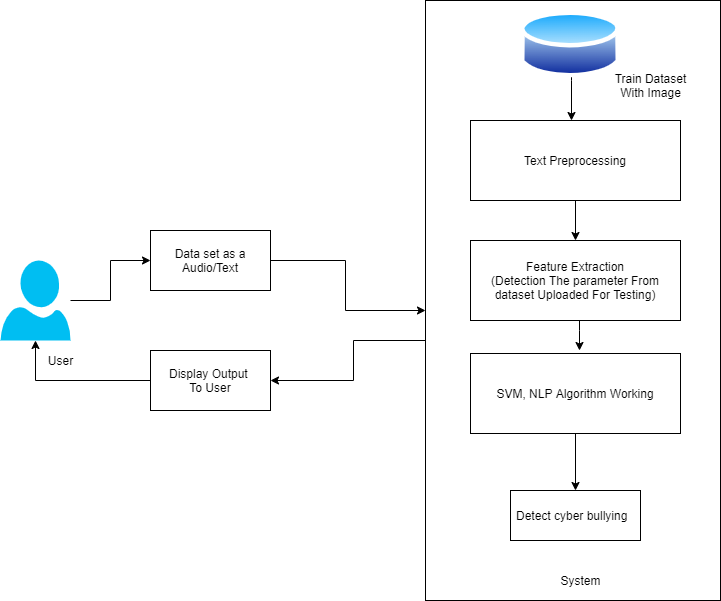 Train Dataset
With Image
Text Preprocessing
Feature Extraction
(Detection The parameter From
dataset Uploaded For Testing)
SVM, NLP Algorithm Working
Detect cyber bullying
System
Data set as a
Audio/Text
User
Display Output
To User